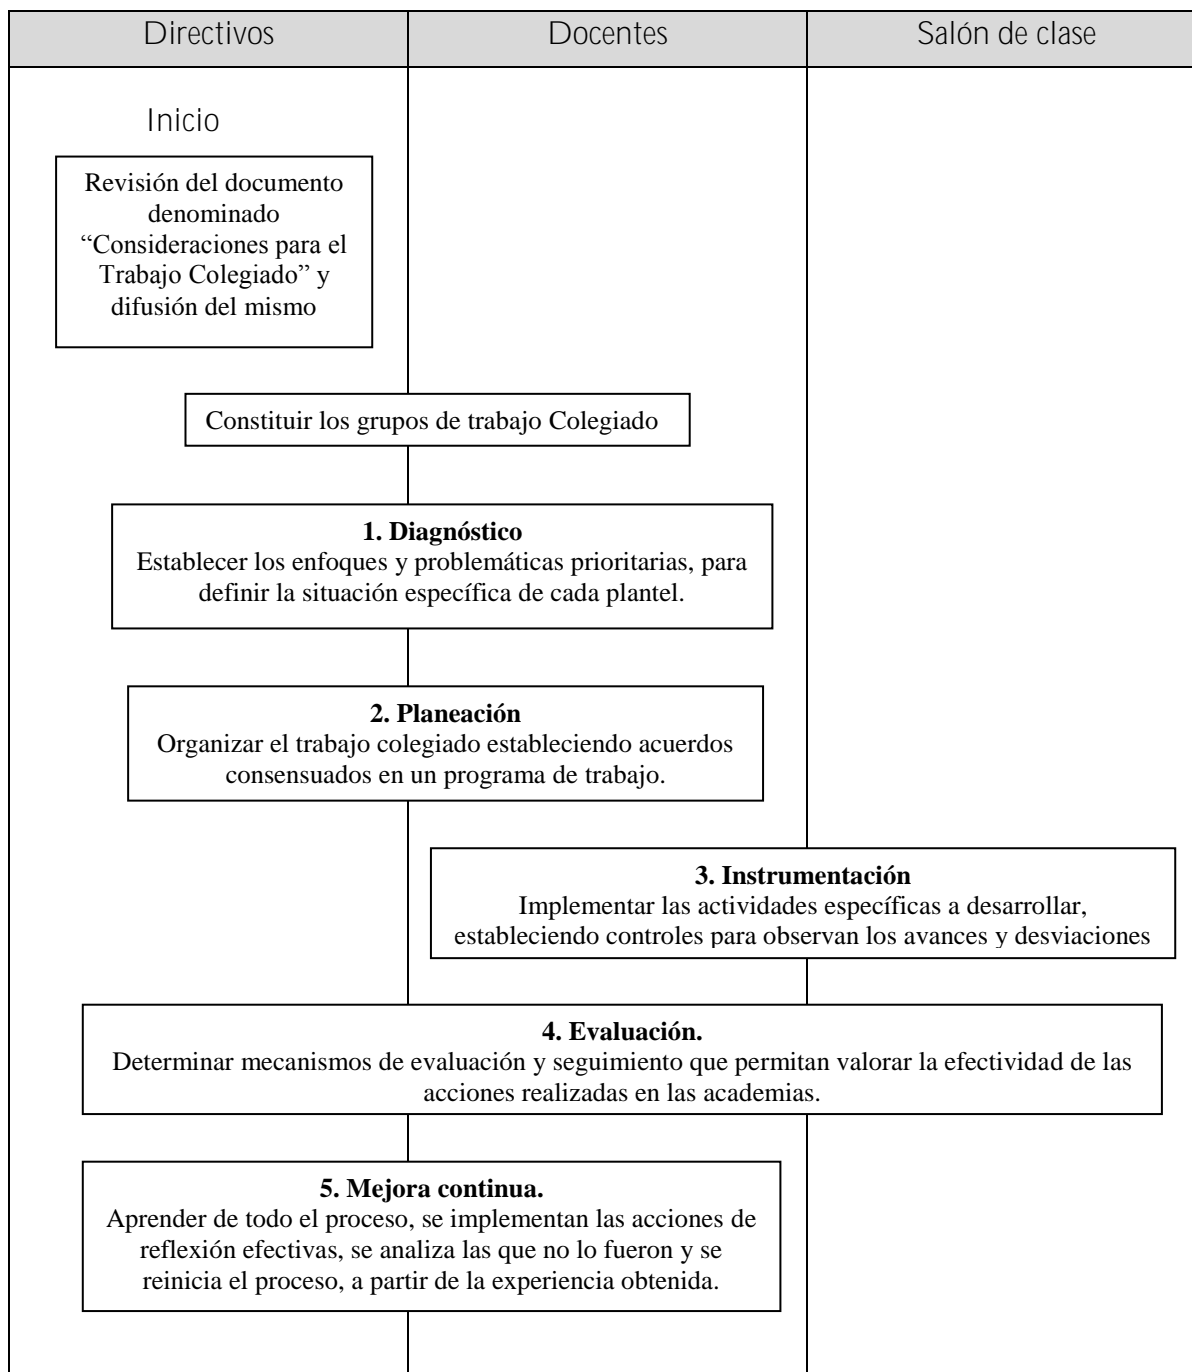 Directivos
Docentes
Salón de clase
Inicio
Revisión del documento
denominado
“Consideraciones para el
Trabajo Colegiado” y
difusión del mismo
Constituir los grupos de trabajo Colegiado
1. Diagnóstico
Establecer los enfoques y problemáticas prioritarias, para
definir la situación específica de cada plantel.
2. Planeación
Organizar el trabajo colegiado estableciendo acuerdos
consensuados en un programa de trabajo.
3. Instrumentación
Implementar las actividades específicas a desarrollar,
estableciendo controles para observan los avances y desviaciones
4. Evaluación.
Determinar mecanismos de evaluación y seguimiento que permitan valorar la efectividad de las
acciones realizadas en las academias.
5. Mejora continua.
Aprender de todo el proceso, se implementan las acciones de
reflexión efectivas, se analiza las que no lo fueron y se
reinicia el proceso, a partir de la experiencia obtenida.